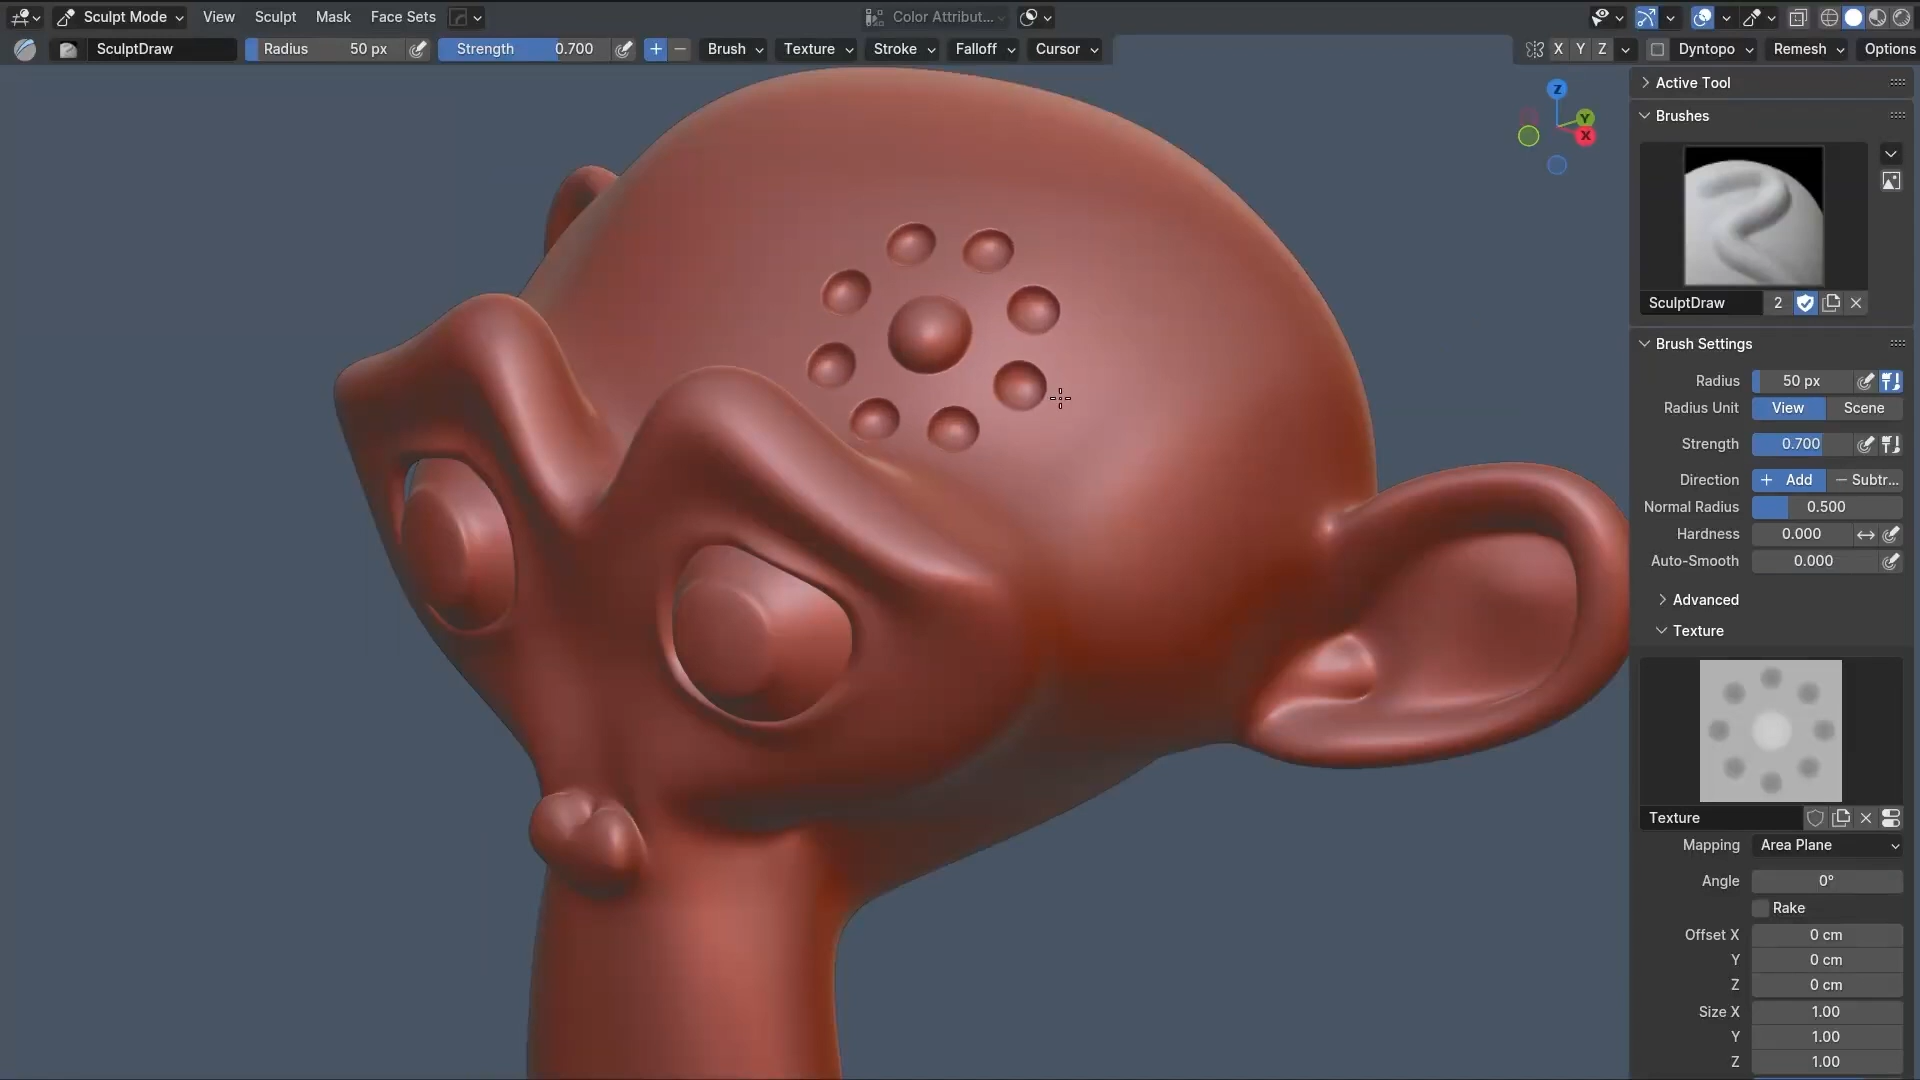 Sculpt Mode View Sculpt Mask Face Sets Color Attribut...
SculptDraw Radius 50 px Strength 0.700 + − Brush Texture Stroke Falloff Cursor X Y Z Dyntopo Remesh Options
Active Tool
Z
Y
X
Brushes
SculptDraw 2
Brush Settings
Radius 50 px
Radius Unit View Scene
Strength 0.700
Direction + Add − Subtr...
Normal Radius 0.500
Hardness 0.000
Auto-Smooth 0.000
Advanced
Texture
Texture
Mapping Area Plane
Angle 0°
Rake
Offset X 0 cm
Y 0 cm
Z 0 cm
Size X 1.00
Y 1.00
Z 1.00